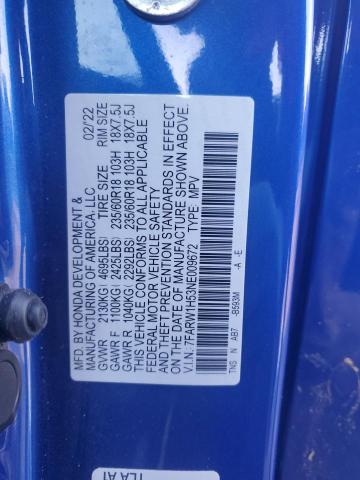 MFD. BY HONDA DEVELOPMENT & 02/22
MANUFACTURING OF AMERICA, LLC
GVWR 2130KG( 4695LBS) TIRE SIZE RIM SIZE
GAWR F 1100KG( 2425LBS) 235/60R18 103H 18X7.5J
GAWR R 1040KG( 2292LBS) 235/60R18 103H 18X7.5J
THIS VEHICLE CONFORMS TO ALL APPLICABLE
FEDERAL MOTOR VEHICLE SAFETY
AND THEFT PREVENTION STANDARDS IN EFFECT
ON THE DATE OF MANUFACTURE SHOWN ABOVE.
V.I.N. 7FARW1H53NE009672 TYPE: MPV
TNS N AB7 -B593M -A -E